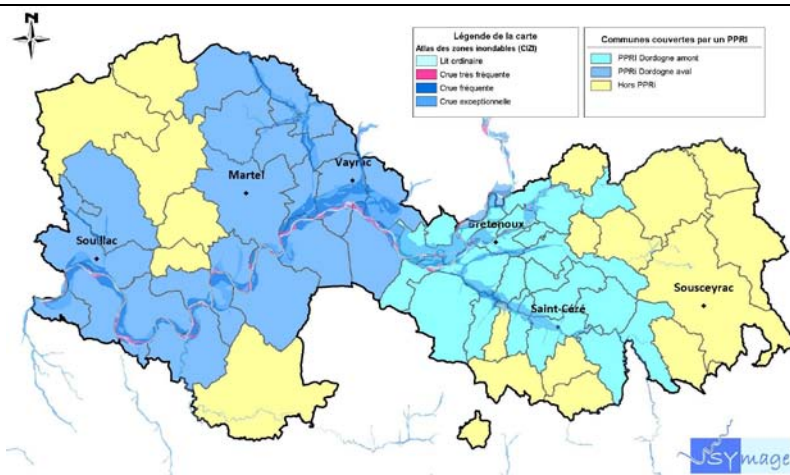 N
Légende de la carte
Atlas des zones inondables (CIZI)
Lit ordinaire
Crue très fréquente
Crue fréquente
Crue exceptionnelle
Communes couvertes par un PPRI
PPRI Dordogne amont
PPRi Dordogne aval
Hors PPRi
Vayrac
Martel
Souillac
Bretenoux
Sousceyrac
Saint-Céré
SYmage